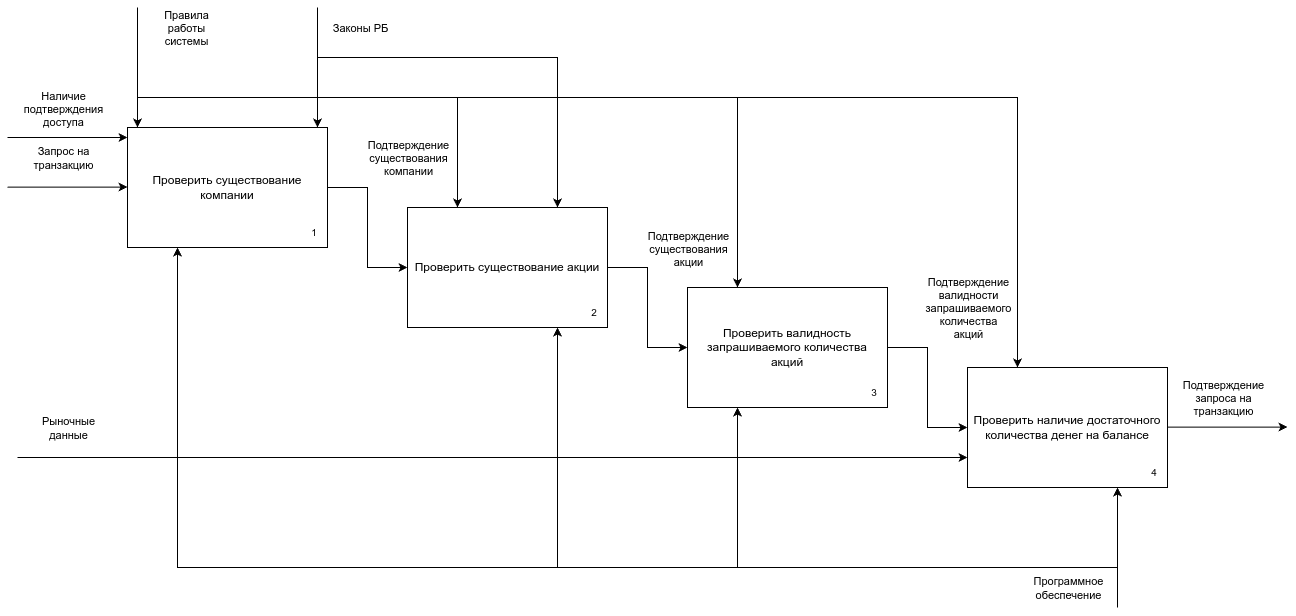 Правила
работы
системы
Законы РБ
Наличие
подтверждения
доступа
Запрос на
транзакцию
Проверить существование
компании
1
Подтверждение
существования
компании
Проверить существование акции
2
Подтверждение
существования
акции
Проверить валидность
запрашиваемого количества
акций
3
Подтверждение
валидности
запрашиваемого
количества
акций
Проверить наличие достаточного
количества денег на балансе
4
Подтверждение
запроса на
транзакцию
Рыночные
данные
Программное
обеспечение